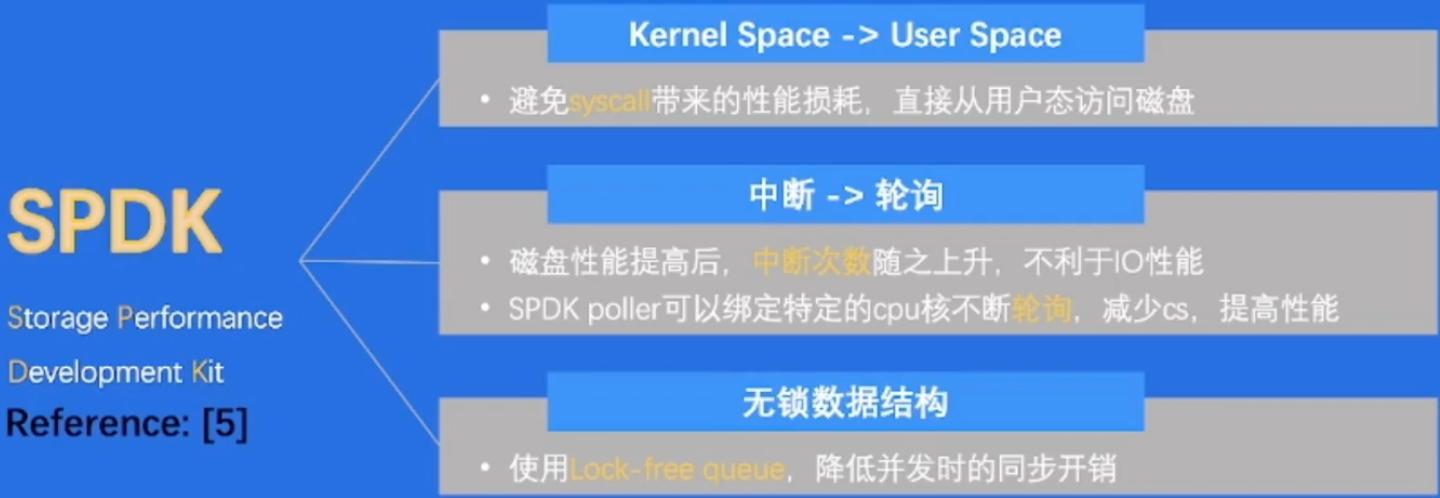 SPDK
Storage Performance
Development Kit
Reference: [5]
Kernel Space -> User Space
• 避免syscall带来的性能损耗，直接从用户态访问磁盘
中断 -> 轮询
• 磁盘性能提高后，中断次数随之上升，不利于IO性能
• SPDK poller可以绑定特定的cpu核不断轮询，减少cs，提高性能
无锁数据结构
• 使用Lock-free queue，降低并发时的同步开销